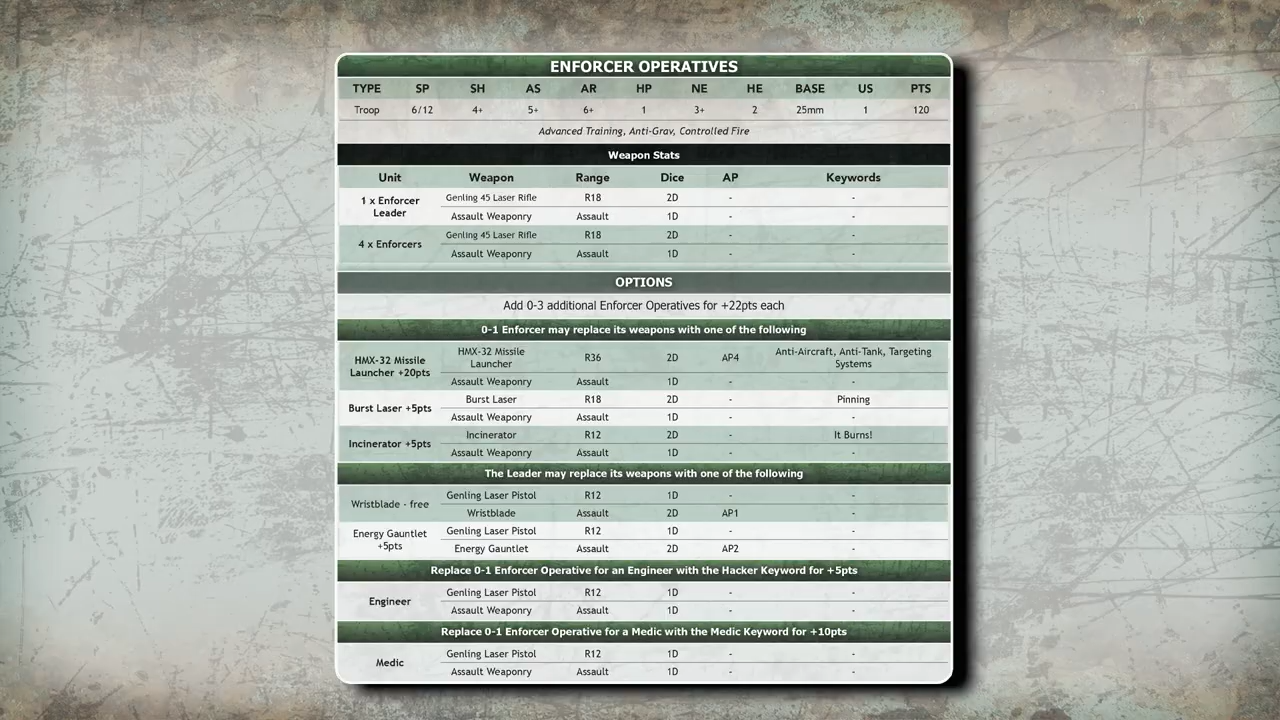 ENFORCER OPERATIVES
TYPE SP SH AS AR HP NE HE BASE US PTS
Troop 6/12 4+ 5+ 6+ 1 3+ 2 25mm 1 120
Advanced Training, Anti-Grav, Controlled Fire
Weapon Stats
Unit Weapon Range Dice AP Keywords
1 x Enforcer Leader
Genling 45 Laser Rifle R18 2D - -
Assault Weaponry Assault 1D - -
4 x Enforcers
Genling 45 Laser Rifle R18 2D - -
Assault Weaponry Assault 1D - -
OPTIONS
Add 0-3 additional Enforcer Operatives for +22pts each
0-1 Enforcer may replace its weapons with one of the following
HMX-32 Missile
Launcher +20pts
HMX-32 Missile
Launcher R36 2D AP4 Anti-Aircraft, Anti-Tank, Targeting
Systems
Assault Weaponry Assault 1D - -
Burst Laser +5pts
Burst Laser R18 2D - Pinning
Assault Weaponry Assault 1D - -
Incinerator +5pts
Incinerator R12 2D - It Burns!
Assault Weaponry Assault 1D - -
The Leader may replace its weapons with one of the following
Wristblade - free
Genling Laser Pistol R12 1D - -
Wristblade Assault 2D AP1 -
Energy Gauntlet
+5pts
Genling Laser Pistol R12 1D - -
Energy Gauntlet Assault 2D AP2 -
Replace 0-1 Enforcer Operative for an Engineer with the Hacker Keyword for +5pts
Engineer
Genling Laser Pistol R12 1D - -
Assault Weaponry Assault 1D - -
Replace 0-1 Enforcer Operative for a Medic with the Medic Keyword for +10pts
Medic
Genling Laser Pistol R12 1D - -
Assault Weaponry Assault 1D - -